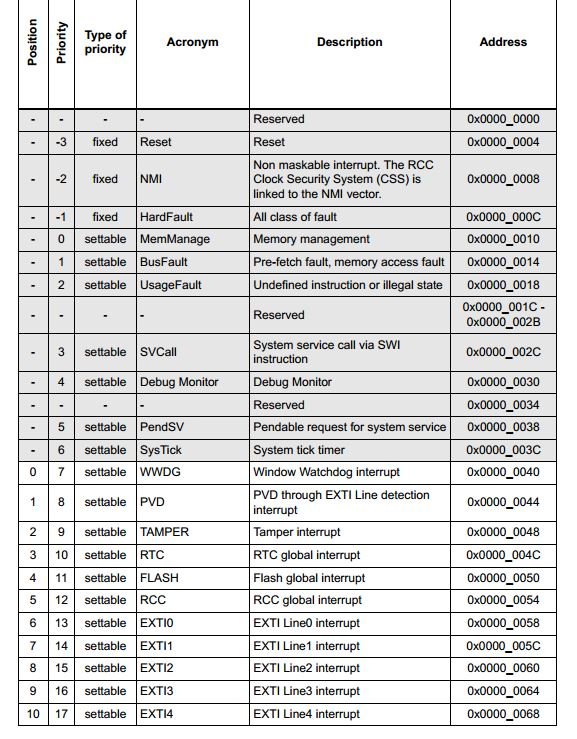 Position Priority Type of priority Acronym Description Address
- - - - Reserved 0x0000_0000
- -3 fixed Reset Reset 0x0000_0004
- -2 fixed NMI Non maskable interrupt. The RCC Clock Security System (CSS) is linked to the NMI vector. 0x0000_0008
- -1 fixed HardFault All class of fault 0x0000_000C
- 0 settable MemManage Memory management 0x0000_0010
- 1 settable BusFault Pre-fetch fault, memory access fault 0x0000_0014
- 2 settable UsageFault Undefined instruction or illegal state 0x0000_0018
- - - - Reserved 0x0000_001C - 0x0000_002B
- 3 settable SVCall System service call via SWI instruction 0x0000_002C
- 4 settable Debug Monitor Debug Monitor 0x0000_0030
- - - - Reserved 0x0000_0034
- 5 settable PendSV Pendable request for system service 0x0000_0038
- 6 settable SysTick System tick timer 0x0000_003C
0 7 settable WWDG Window Watchdog interrupt 0x0000_0040
1 8 settable PVD PVD through EXTI Line detection interrupt 0x0000_0044
2 9 settable TAMPER Tamper interrupt 0x0000_0048
3 10 settable RTC RTC global interrupt 0x0000_004C
4 11 settable FLASH Flash global interrupt 0x0000_0050
5 12 settable RCC RCC global interrupt 0x0000_0054
6 13 settable EXTI0 EXTI Line0 interrupt 0x0000_0058
7 14 settable EXTI1 EXTI Line1 interrupt 0x0000_005C
8 15 settable EXTI2 EXTI Line2 interrupt 0x0000_0060
9 16 settable EXTI3 EXTI Line3 interrupt 0x0000_0064
10 17 settable EXTI4 EXTI Line4 interrupt 0x0000_0068